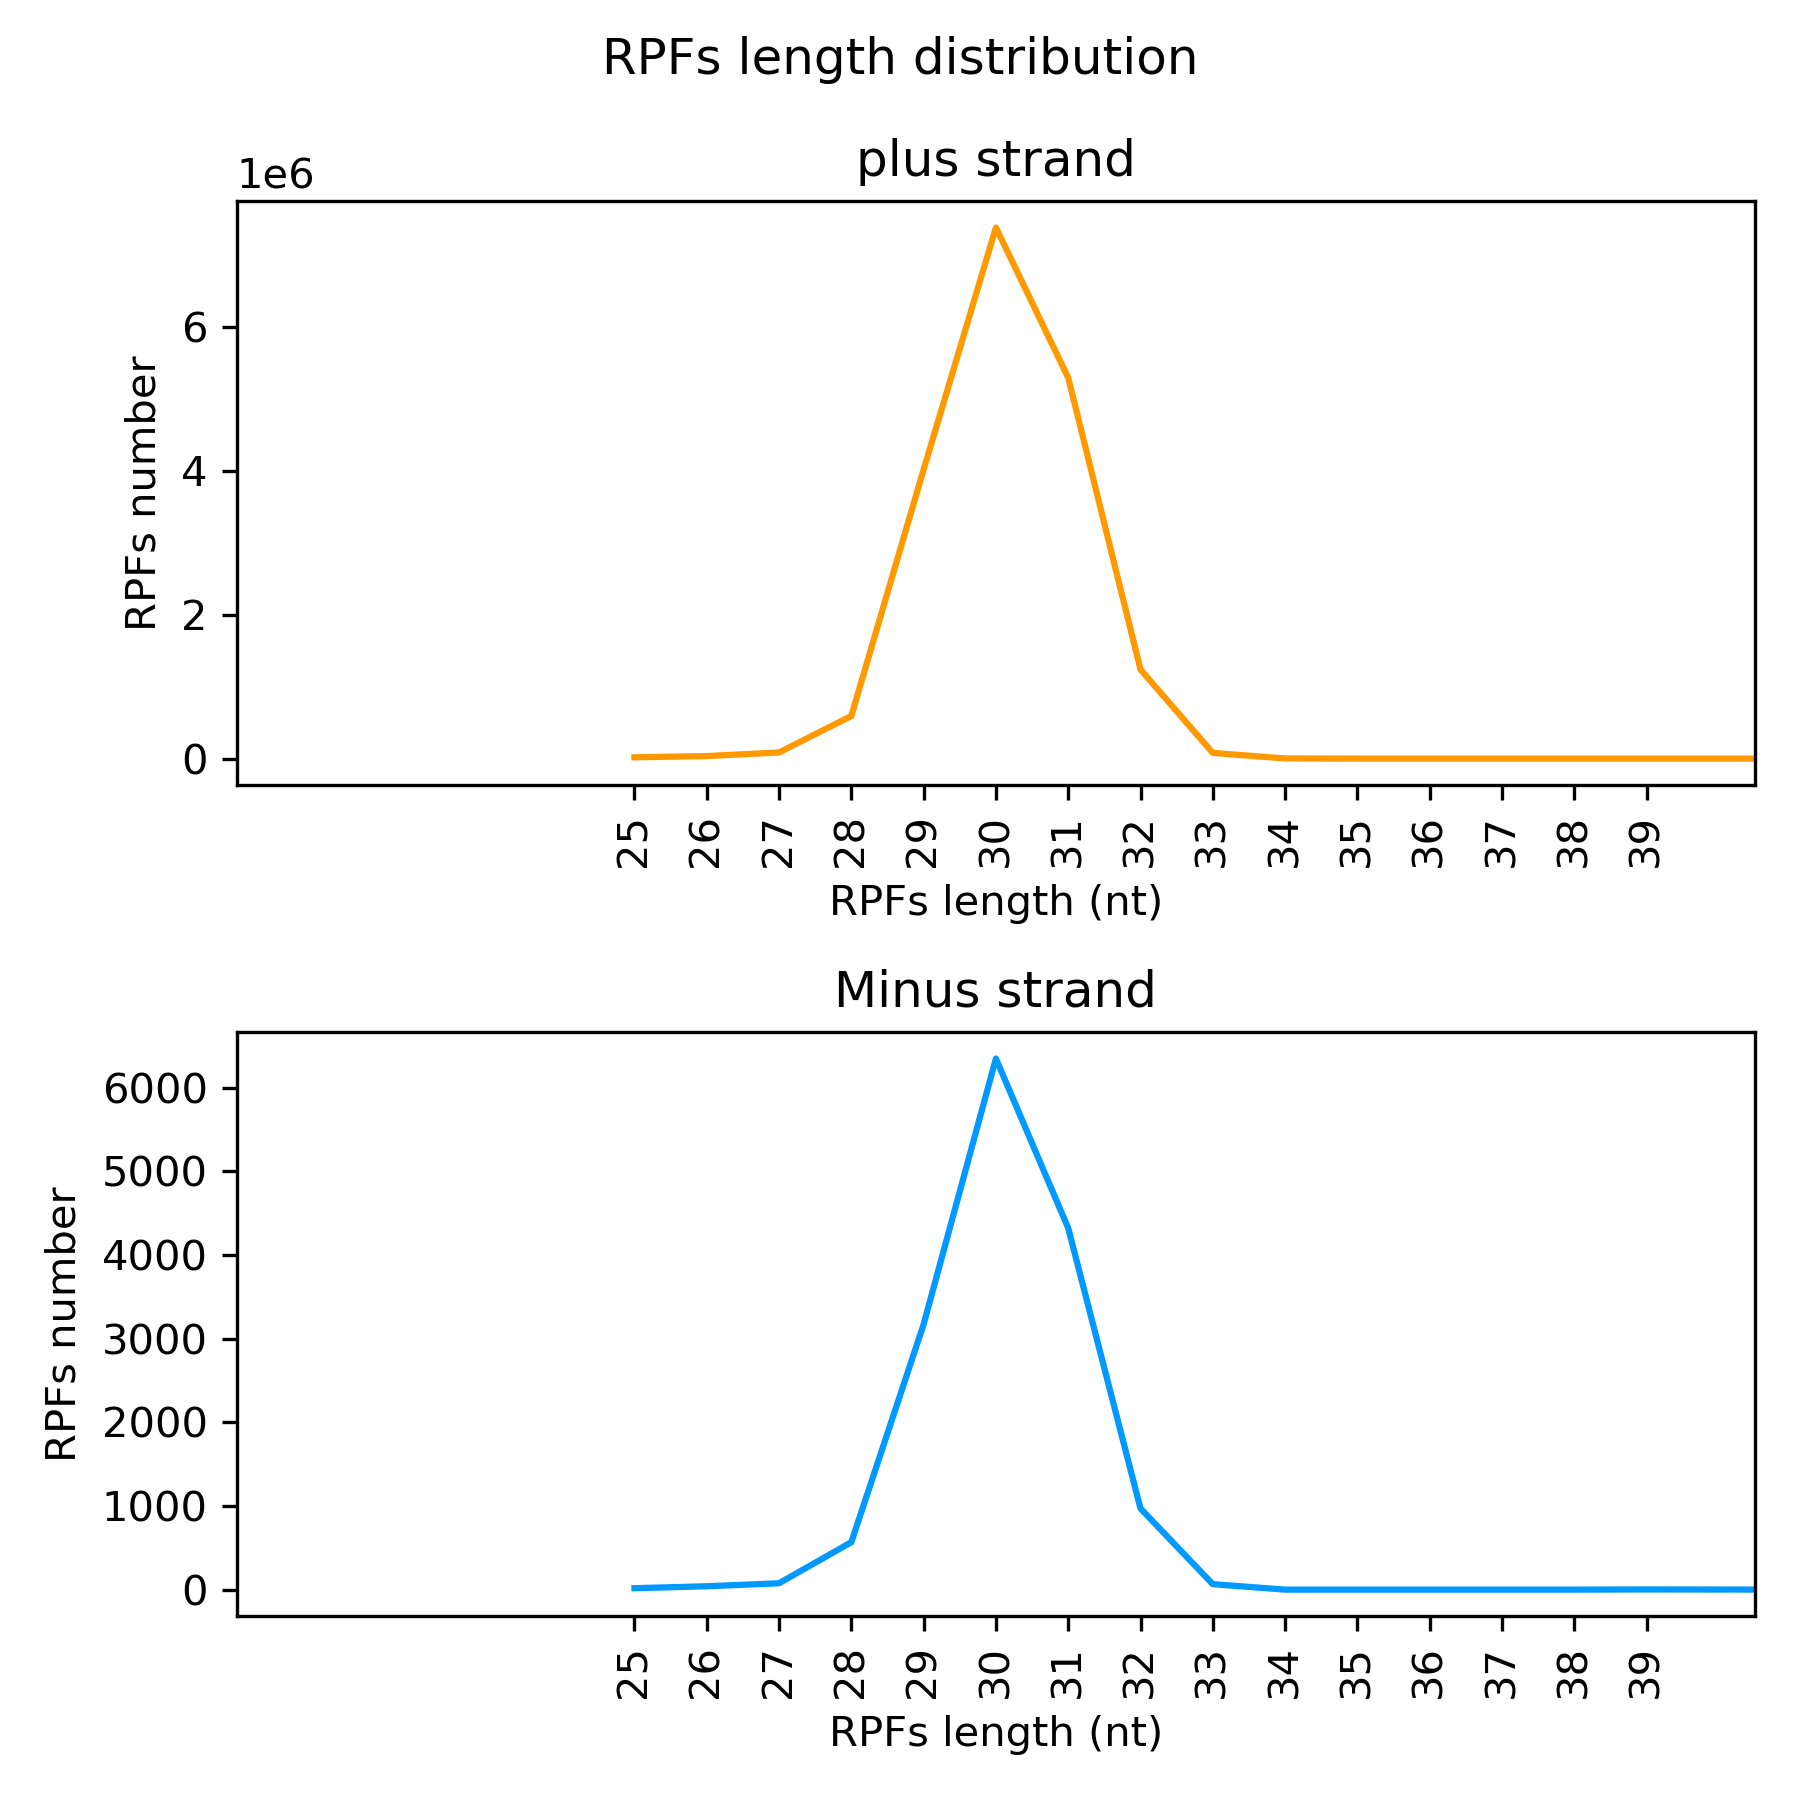 RPFs length distribution
plus strand
1e6
RPFs number
6
4
2
0
25 26 27 28 29 30 31 32 33 34 35 36 37 38 39
RPFs length (nt)
Minus strand
RPFs number
6000
5000
4000
3000
2000
1000
0
25 26 27 28 29 30 31 32 33 34 35 36 37 38 39
RPFs length (nt)